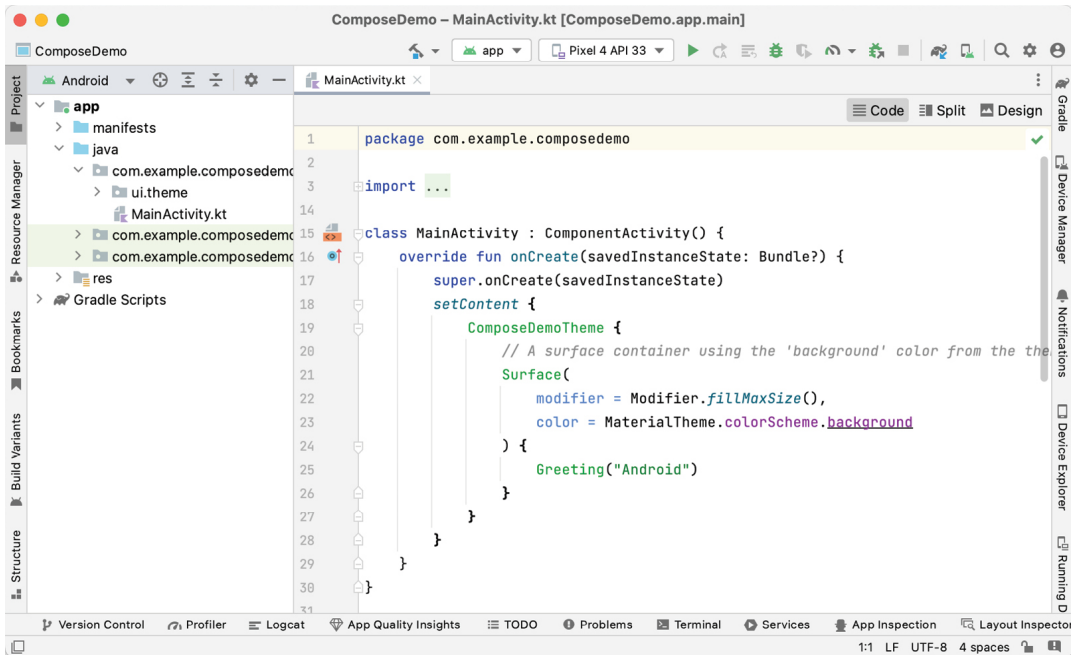 ComposeDemo – MainActivity.kt [ComposeDemo.app.main]
ComposeDemo
app
Pixel 4 API 33
Project
Resource Manager
Bookmarks
Build Variants
Structure
Android
app
manifests
java
com.example.composedemo
ui.theme
MainActivity.kt
com.example.composedemo
com.example.composedemo
res
Gradle Scripts
MainActivity.kt
Code Split Design
1 package com.example.composedemo
2
3 import ...
14
15 class MainActivity : ComponentActivity() {
16 override fun onCreate(savedInstanceState: Bundle?) {
17 super.onCreate(savedInstanceState)
18 setContent {
19 ComposeDemoTheme {
20 // A surface container using the 'background' color from the the
21 Surface(
22 modifier = Modifier.fillMaxSize(),
23 color = MaterialTheme.colorScheme.background
24 ) {
25 Greeting("Android")
26 }
27 }
28 }
29 }
30 }
31
Gradle
Device Manager
Notifications
Device Explorer
Running D
Version Control Profiler Logcat App Quality Insights TODO Problems Terminal Services App Inspection Layout Inspector
1:1 LF UTF-8 4 spaces